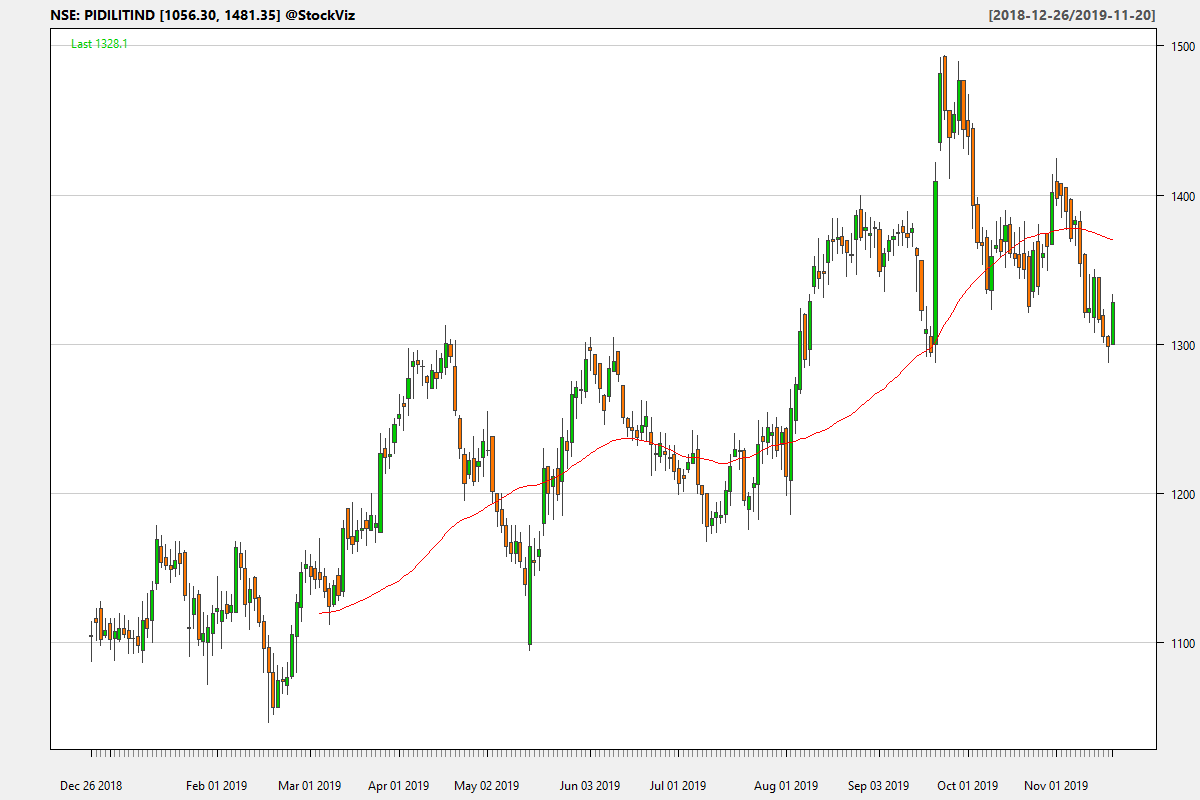 NSE: PIDILITIND [1056.30, 1481.35] @StockViz [2018-12-26/2019-11-20]
Last 1328.1
1500
1400
1300
1200
1100
Dec 26 2018 Feb 01 2019 Mar 01 2019 Apr 01 2019 May 02 2019 Jun 03 2019 Jul 01 2019 Aug 01 2019 Sep 03 2019 Oct 01 2019 Nov 01 2019